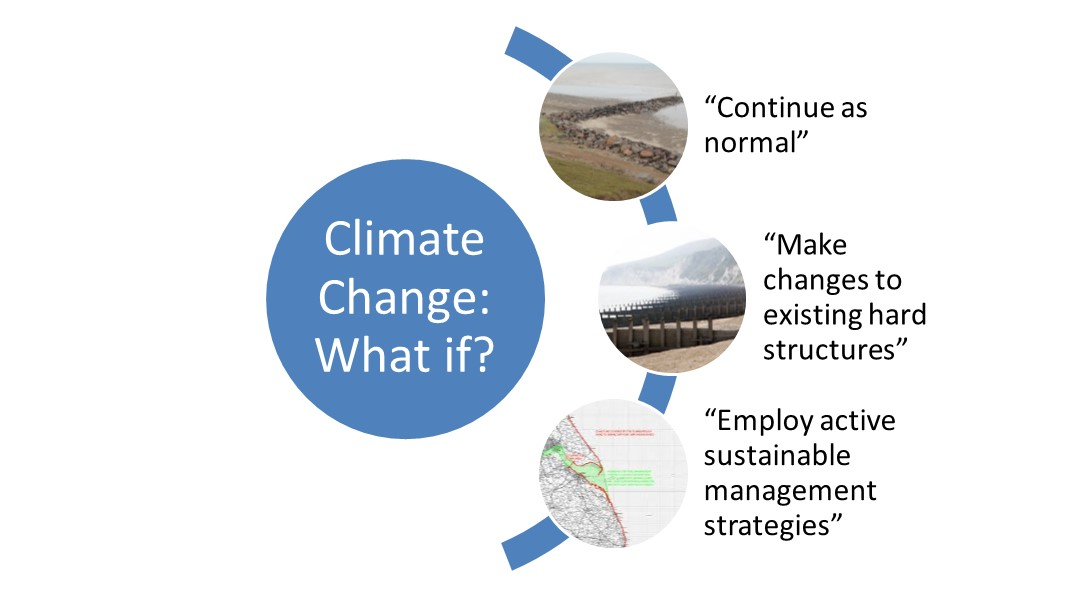 Climate
Change:
What if?
“Continue as
normal”
“Make
changes to
existing hard
structures”
“Employ active
sustainable
management
strategies”